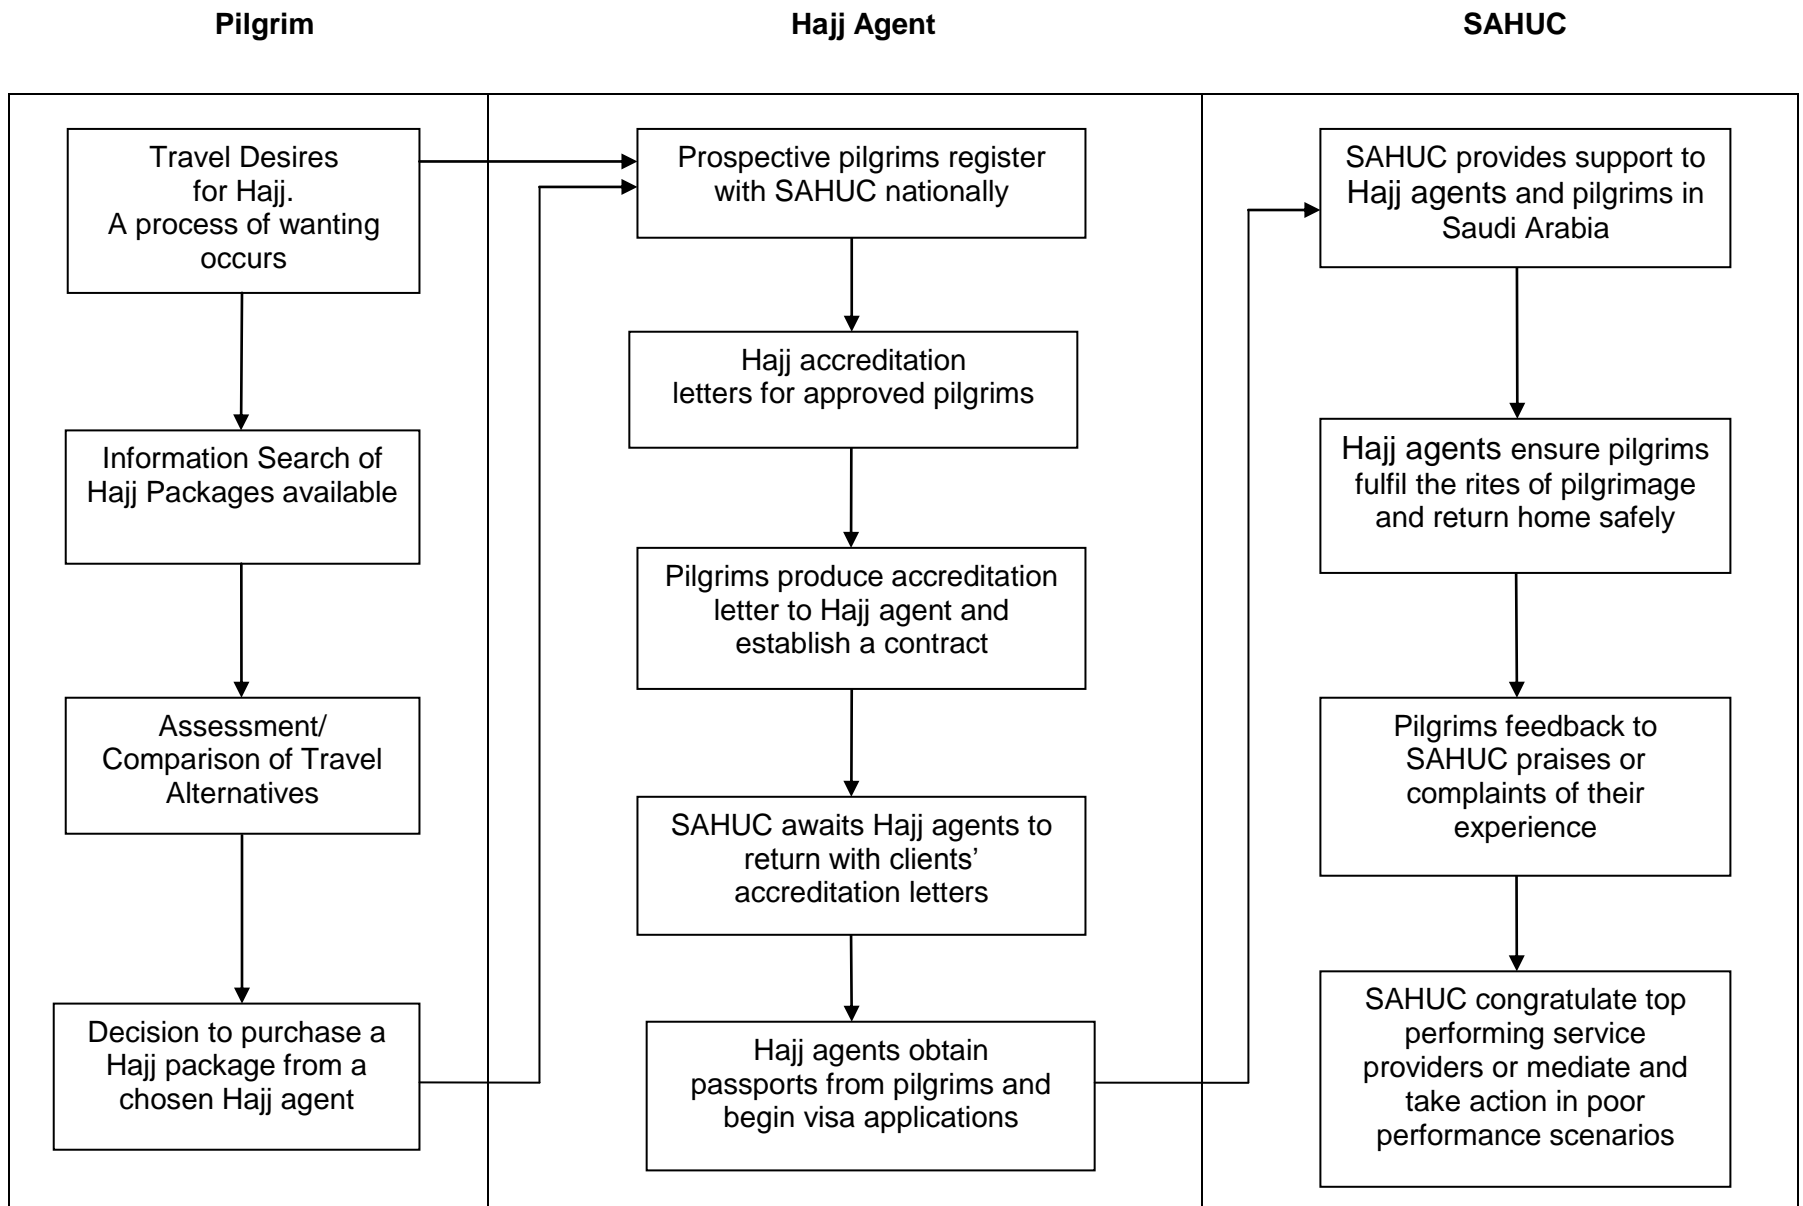 Pilgrim
Hajj Agent
SAHUC
Travel Desires
for Hajj.
A process of wanting
occurs
Information Search of
Hajj Packages available
Assessment/
Comparison of Travel
Alternatives
Decision to purchase a
Hajj package from a
chosen Hajj agent
Prospective pilgrims register
with SAHUC nationally
Hajj accreditation
letters for approved pilgrims
Pilgrims produce accreditation
letter to Hajj agent and
establish a contract
SAHUC awaits Hajj agents to
return with clients’
accreditation letters
Hajj agents obtain
passports from pilgrims and
begin visa applications
SAHUC provides support to
Hajj agents and pilgrims in
Saudi Arabia
Hajj agents ensure pilgrims
fulfil the rites of pilgrimage
and return home safely
Pilgrims feedback to
SAHUC praises or
complaints of their
experience
SAHUC congratulate top
performing service
providers or mediate and
take action in poor
performance scenarios